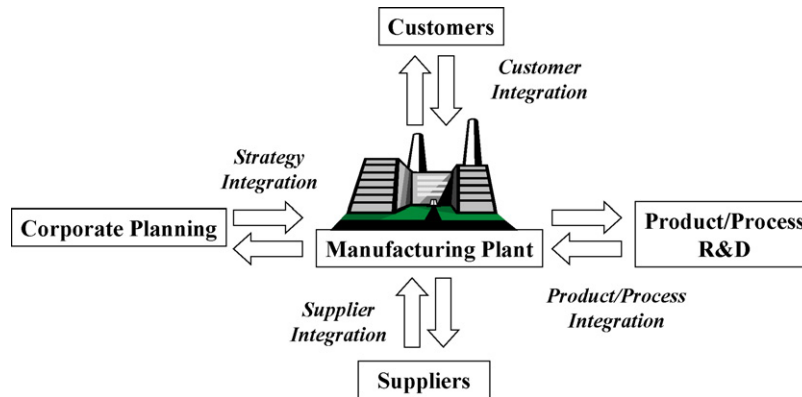 Customers
Customer
Integration
Strategy
Integration
Corporate Planning
Manufacturing Plant
Product/Process
R&D
Supplier
Integration
Product/Process
Integration
Suppliers